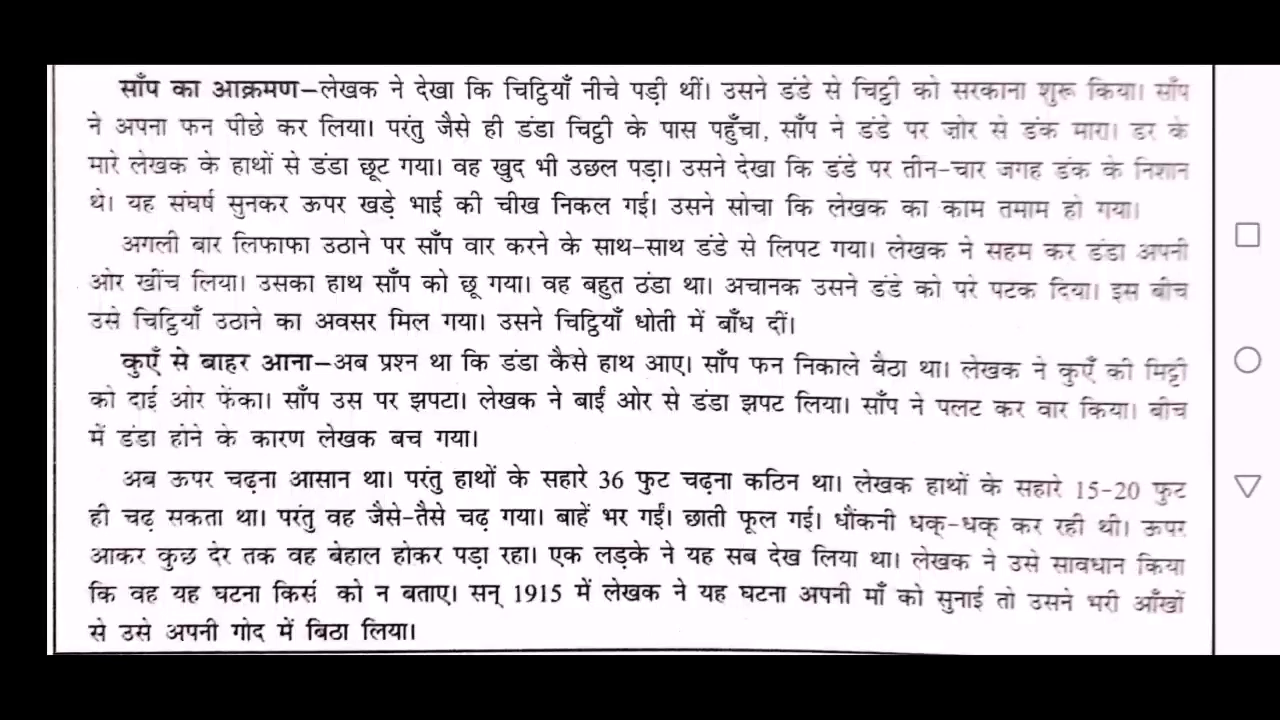 साँप का आक्रमण–लेखक ने देखा कि चिट्ठियाँ नीचे पड़ी थीं। उसने डंडे से चिट्ठी को सरकाना शुरू किया। साँप
ने अपना फन पीछे कर लिया। परंतु जैसे ही डंडा चिट्ठी के पास पहुँचा, साँप ने डंडे पर ज़ोर से डंक मारा। डर के
मारे लेखक के हाथों से डंडा छूट गया। वह खुद भी उछल पड़ा। उसने देखा कि डंडे पर तीन-चार जगह डंक के निशान
थे। यह संघर्ष सुनकर ऊपर खड़े भाई की चीख निकल गई। उसने सोचा कि लेखक का काम तमाम हो गया।
अगली बार लिफाफा उठाने पर साँप वार करने के साथ-साथ डंडे से लिपट गया। लेखक ने सहम कर डंडा अपनी
ओर खींच लिया। उसका हाथ साँप को छू गया। वह बहुत ठंडा था। अचानक उसने डंडे को परे पटक दिया। इस बीच
उसे चिट्ठियाँ उठाने का अवसर मिल गया। उसने चिट्ठियाँ धोती में बाँध दीं।
कुएँ से बाहर आना–अब प्रश्न था कि डंडा कैसे हाथ आए। साँप फन निकाले बैठा था। लेखक ने कुएँ की मिट्टी
को दाईं ओर फेंका। साँप उस पर झपटा। लेखक ने बाईं ओर से डंडा झपट लिया। साँप ने पलट कर वार किया। बीच
में डंडा होने के कारण लेखक बच गया।
अब ऊपर चढ़ना आसान था। परंतु हाथों के सहारे 36 फुट चढ़ना कठिन था। लेखक हाथों के सहारे 15-20 फुट
ही चढ़ सकता था। परंतु वह जैसे-तैसे चढ़ गया। बाहें भर गईं। छाती फूल गई। धौंकनी धक्-धक् कर रही थी। ऊपर
आकर कुछ देर तक वह बेहाल होकर पड़ा रहा। एक लड़के ने यह सब देख लिया था। लेखक ने उसे सावधान किया
कि वह यह घटना को न बताए। सन् 1915 में लेखक ने यह घटना अपनी माँ को सुनाई तो उसने भरी आँखों
से उसे अपनी गोद में बिठा लिया।